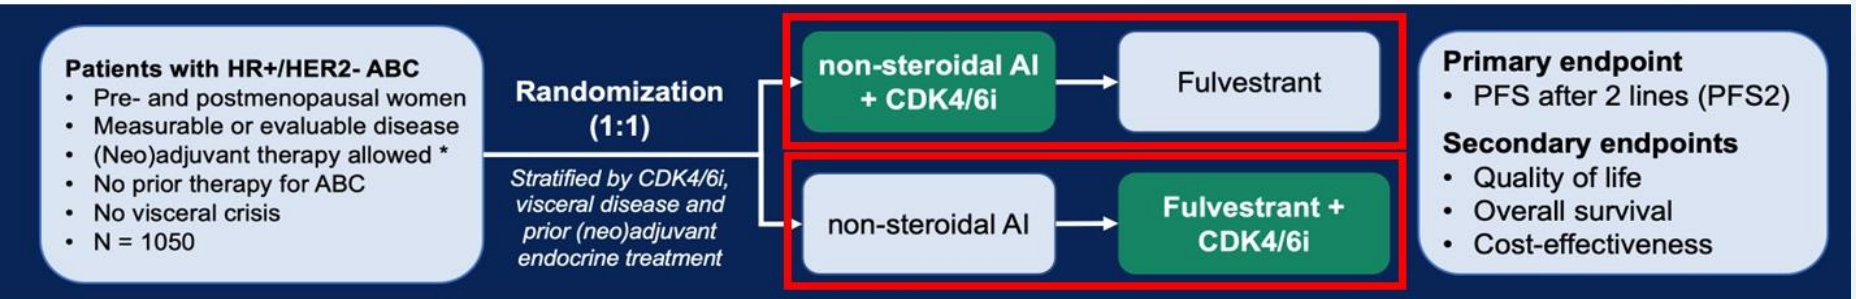 Patients with HR+/HER2- ABC
• Pre- and postmenopausal women
• Measurable or evaluable disease
• (Neo)adjuvant therapy allowed *
• No prior therapy for ABC
• No visceral crisis
• N = 1050
Randomization
(1:1)
Stratified by CDK4/6i,
visceral disease and
prior (neo)adjuvant
endocrine treatment
non-steroidal AI
+ CDK4/6i
Fulvestrant
non-steroidal AI
Fulvestrant +
CDK4/6i
Primary endpoint
• PFS after 2 lines (PFS2)
Secondary endpoints
• Quality of life
• Overall survival
• Cost-effectiveness